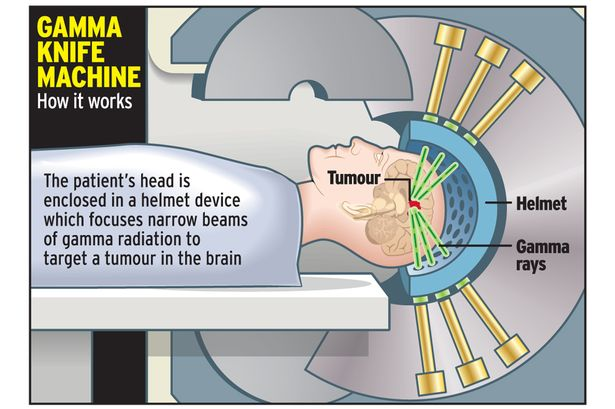 GAMMA
KNIFE
MACHINE
How it works
The patient's head is
enclosed in a helmet device
which focuses narrow beams
of gamma radiation to
target a tumour in the brain
Tumour
Helmet
Gamma
rays